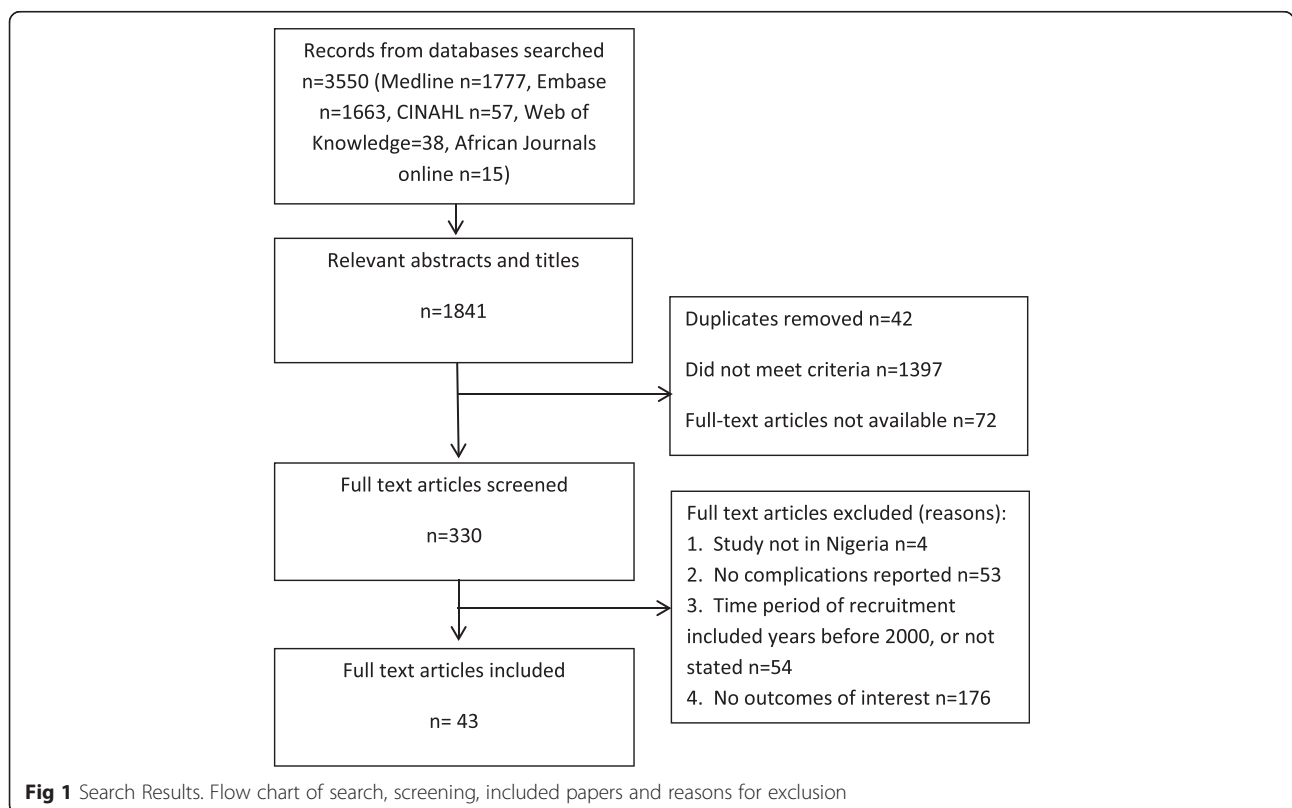 Records from databases searched
n=3550 (Medline n=1777, Embase
n=1663, CINAHL n=57, Web of
Knowledge=38, African Journals
online n=15)
Relevant abstracts and titles
n=1841
Duplicates removed n=42
Did not meet criteria n=1397
Full-text articles not available n=72
Full text articles screened
n=330
Full text articles excluded (reasons):
1. Study not in Nigeria n=4
2. No complications reported n=53
3. Time period of recruitment
included years before 2000, or not
stated n=54
4. No outcomes of interest n=176
Full text articles included
n= 43
Fig 1 Search Results. Flow chart of search, screening, included papers and reasons for exclusion